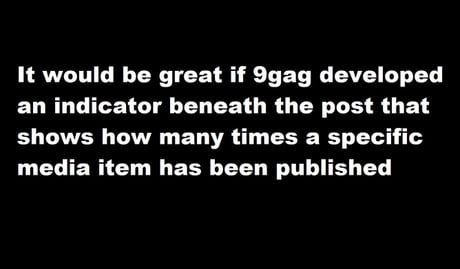 It would be great if 9gag developed
an indicator beneath the post that
shows how many times a specific
media item has been published